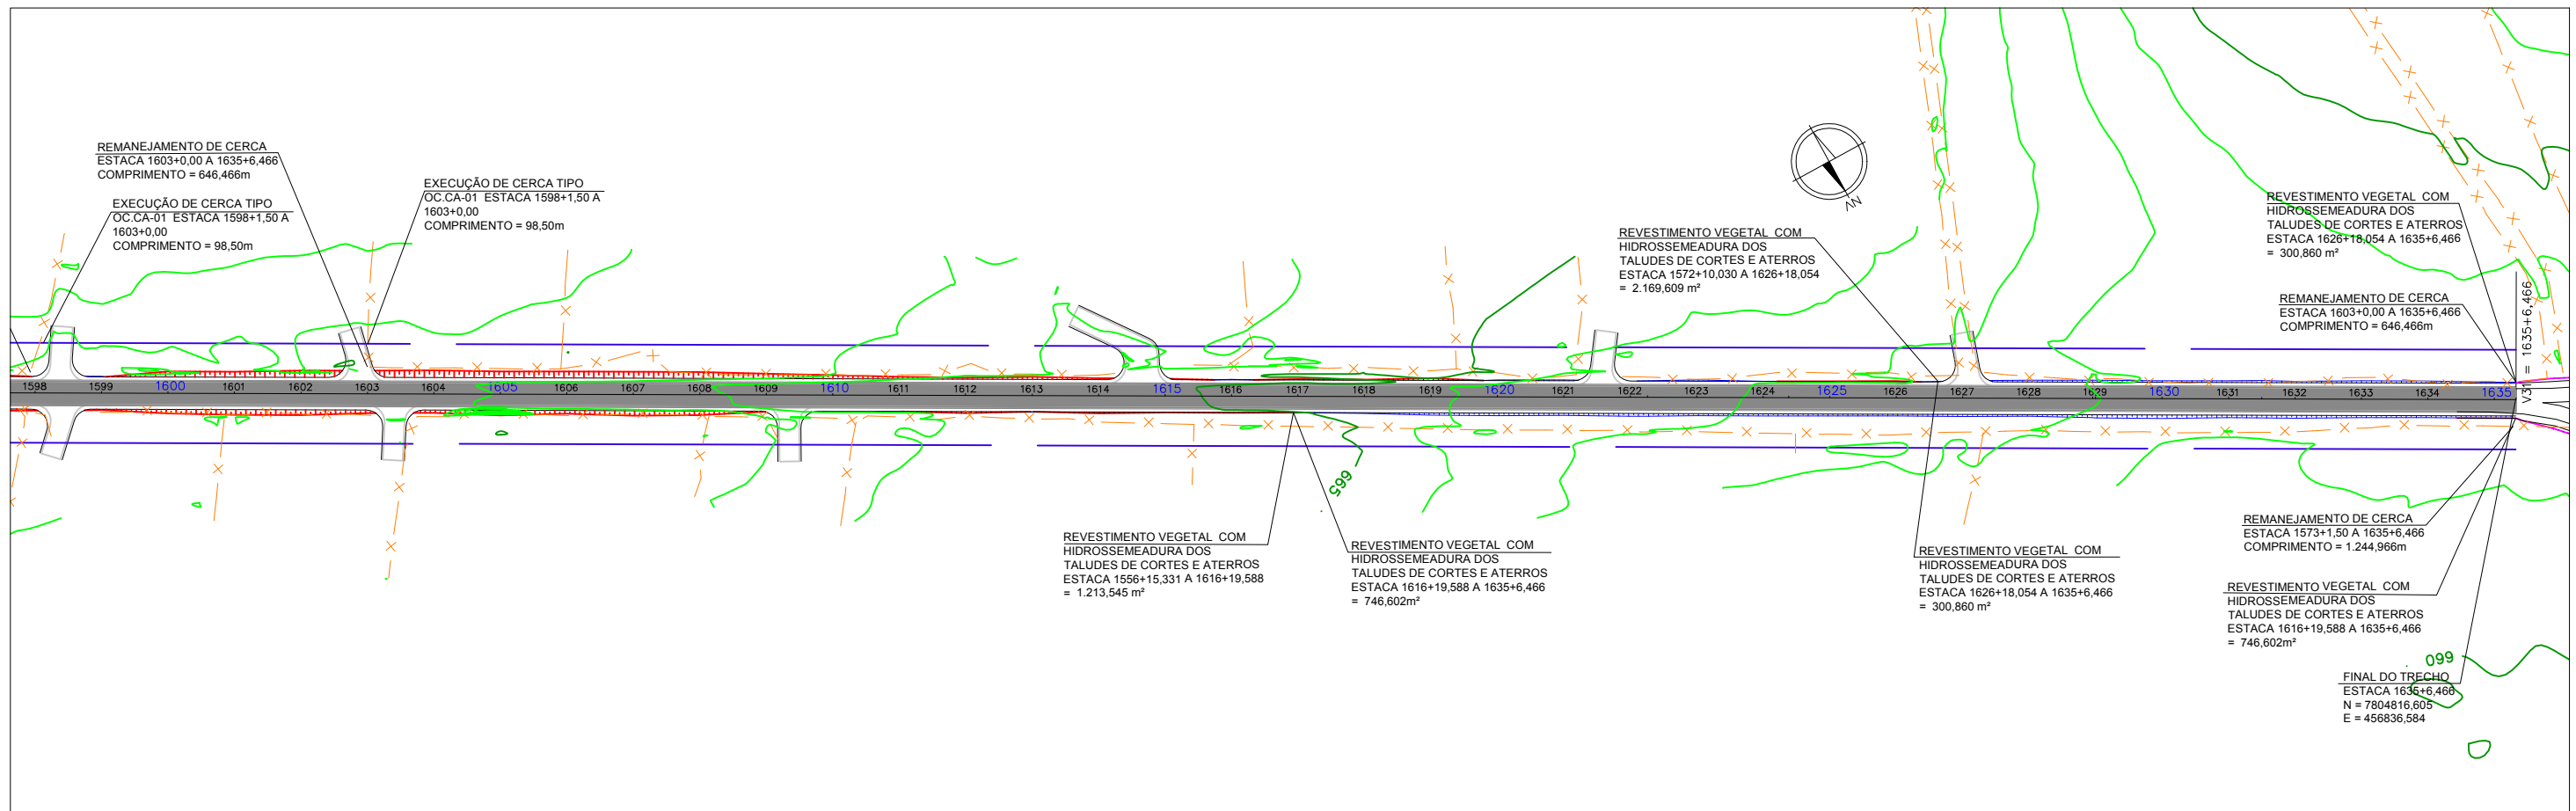 REMANEJAMENTO DE CERCA
ESTACA 1603+0,00 A 1635+6,466
COMPRIMENTO = 646,466m
EXECUÇÃO DE CERCA TIPO
OC.CA-01 ESTACA 1598+1,50 A
1603+0,00
COMPRIMENTO = 98,50m
EXECUÇÃO DE CERCA TIPO
OC.CA-01 ESTACA 1598+1,50 A
1603+0,00
COMPRIMENTO = 98,50m
NV
REVESTIMENTO VEGETAL COM
HIDROSSEMEADURA DOS
TALUDES DE CORTES E ATERROS
ESTACA 1572+10,030 A 1626+18,054
= 2.169,609 m²
REVESTIMENTO VEGETAL COM
HIDROSSEMEADURA DOS
TALUDES DE CORTES E ATERROS
ESTACA 1626+18,054 A 1635+6,466
= 300,860 m²
REMANEJAMENTO DE CERCA
ESTACA 1603+0,00 A 1635+6,466
COMPRIMENTO = 646,466m
V31 = 1635+6,466
1598 1599 1600 1601 1602 1603 1604 1605 1606 1607 1608 1609 1610 1611 1612 1613 1614 1615 1616 1617 1618 1619 1620 1621 1622 1623 1624 1625 1626 1627 1628 1629 1630 1631 1632 1633 1634 1635
665
REVESTIMENTO VEGETAL COM
HIDROSSEMEADURA DOS
TALUDES DE CORTES E ATERROS
ESTACA 1556+15,331 A 1616+19,588
= 1.213,545 m²
REVESTIMENTO VEGETAL COM
HIDROSSEMEADURA DOS
TALUDES DE CORTES E ATERROS
ESTACA 1616+19,588 A 1635+6,466
= 746,602m²
REVESTIMENTO VEGETAL COM
HIDROSSEMEADURA DOS
TALUDES DE CORTES E ATERROS
ESTACA 1626+18,054 A 1635+6,466
= 300,860 m²
REMANEJAMENTO DE CERCA
ESTACA 1573+1,50 A 1635+6,466
COMPRIMENTO = 1.244,966m
REVESTIMENTO VEGETAL COM
HIDROSSEMEADURA DOS
TALUDES DE CORTES E ATERROS
ESTACA 1616+19,588 A 1635+6,466
= 746,602m²
660
FINAL DO TRECHO
ESTACA 1635+6,466
N = 7804816,605
E = 456836,584